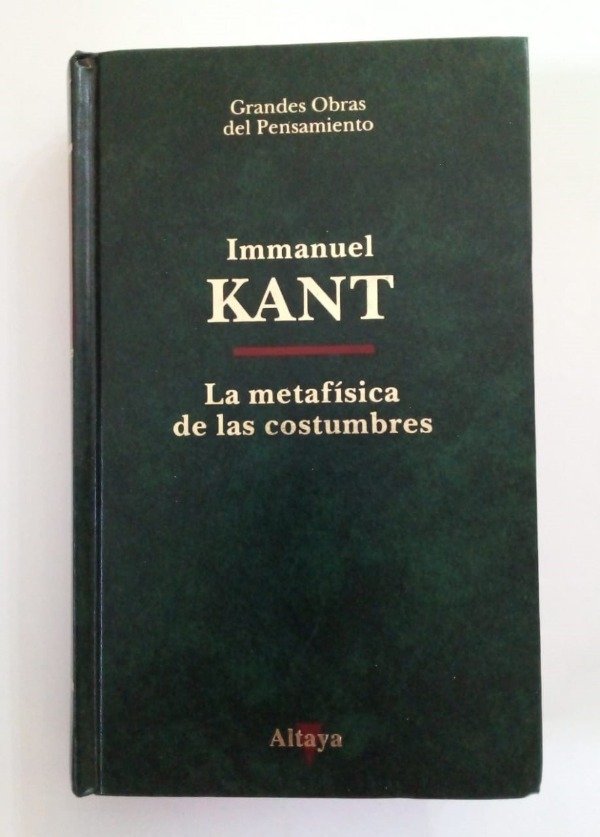 Grandes Obras
del Pensamiento
Immanuel
KANT
La metafísica
de las costumbres
Altaya